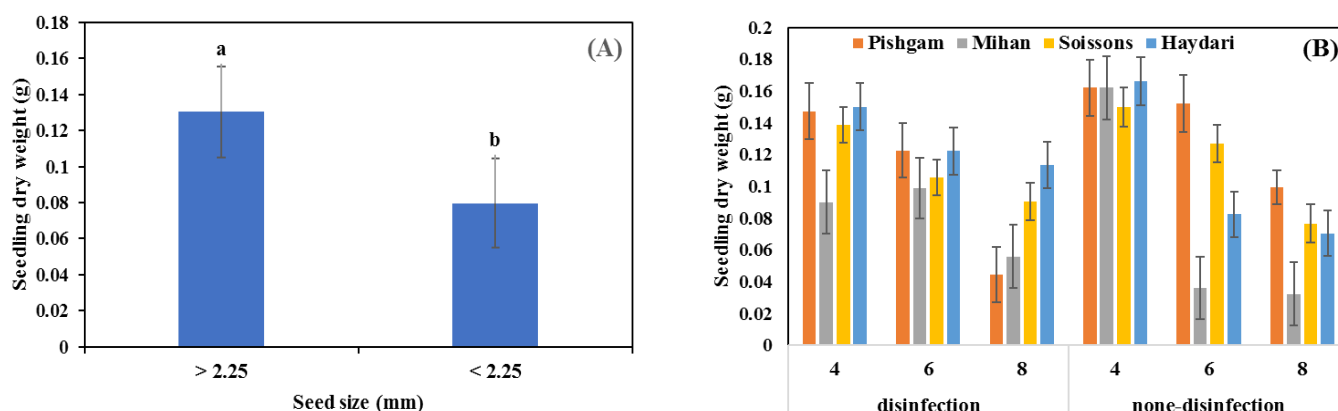 (A)
Seedling dry weight (g)
0.18
0.16
0.14
0.12
0.1
0.08
0.06
0.04
0.02
0
a
b
> 2.25
< 2.25
Seed size (mm)
(B)
Pishgam Mihan Soissons Haydari
Seedling dry weight (g)
0.2
0.18
0.16
0.14
0.12
0.1
0.08
0.06
0.04
0.02
0
4 6 8 4 6 8
disinfection none-disinfection